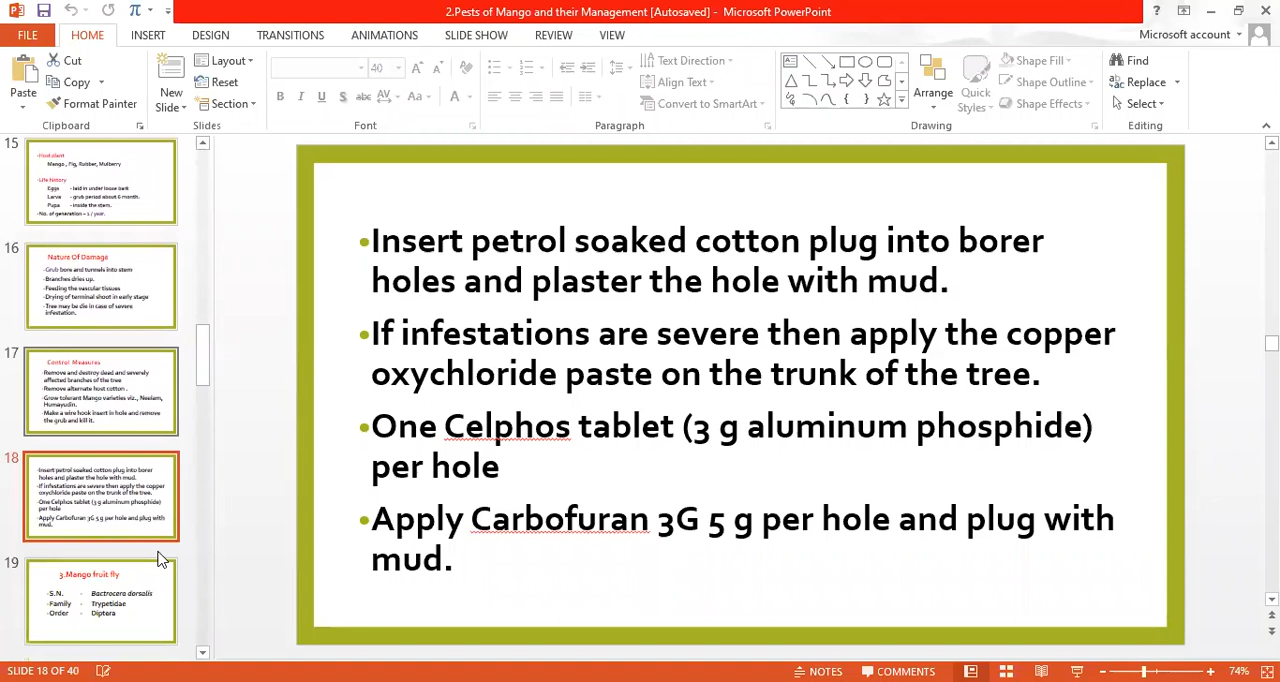 2.Pests of Mango and their Management [Autosaved] - Microsoft PowerPoint
FILE HOME INSERT DESIGN TRANSITIONS ANIMATIONS SLIDE SHOW REVIEW VIEW Microsoft account
Paste
Cut
Copy
Format Painter
Clipboard
New Slide
Layout
Reset
Section
Slides
40
B I U S abc AV Aa A
Font
Text Direction
Align Text
Convert to SmartArt
Paragraph
Arrange
Quick Styles
Shape Fill
Shape Outline
Shape Effects
Drawing
Find
Replace
Select
Editing
15
Host plant
Mango , Fig, Rubber, Mulberry
Life history
Eggs - laid in under loose bark
Larva - grub period about 6 month.
Pupa - inside the stem.
No. of generation = 1 / year.
16
Nature Of Damage
Grub bore and tunnels into stem
Branches dries up.
Feeding the vascular tissues
Drying of terminal shoot in early stage
Tree may be die in case of severe
infestation.
17
Control Measures
Remove and destroy dead and severely
affected branches of the tree
Remove alternate host cotton .
Grow tolerant Mango varieties viz., Neelam,
Humayudin.
Make a wire hook insert in hole and remove
the grub and kill it.
18
Insert petrol soaked cotton plug into borer
holes and plaster the hole with mud.
If infestations are severe then apply the copper
oxychloride paste on the trunk of the tree.
One Celphos tablet (3 g aluminum phosphide)
per hole
Apply Carbofuran 3G 5 g per hole and plug with
mud.
19
3.Mango fruit fly
S.N. - Bactrocera dorsalis
Family - Trypetidae
Order - Diptera
•Insert petrol soaked cotton plug into borer
holes and plaster the hole with mud.
•If infestations are severe then apply the copper
oxychloride paste on the trunk of the tree.
•One Celphos tablet (3 g aluminum phosphide)
per hole
•Apply Carbofuran 3G 5 g per hole and plug with
mud.
SLIDE 18 OF 40 NOTES COMMENTS 74%